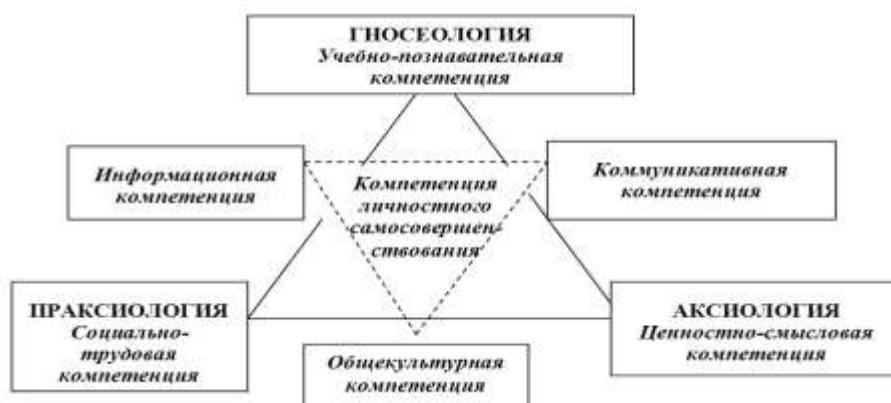 ГНОСЕОЛОГИЯ
Учебно-познавательная
компетенция
Информационная
компетенция
Компетенция
личностного
самосовершен-
ствования
Коммуникативная
компетенция
ПРАКСИОЛОГИЯ
Социально-
трудовая
компетенция
Общекультурная
компетенция
АКСИОЛОГИЯ
Ценностно-смысловая
компетенция